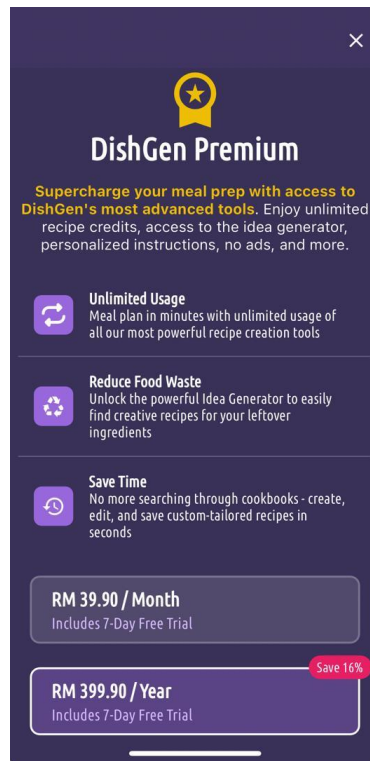 DishGen Premium
Supercharge your meal prep with access to
DishGen's most advanced tools. Enjoy unlimited
recipe credits, access to the idea generator,
personalized instructions, no ads, and more.
Unlimited Usage
Meal plan in minutes with unlimited usage of
all our most powerful recipe creation tools
Reduce Food Waste
Unlock the powerful Idea Generator to easily
find creative recipes for your leftover
ingredients
Save Time
No more searching through cookbooks - create,
edit, and save custom-tailored recipes in
seconds
RM 39.90 / Month
Includes 7-Day Free Trial
Save 16%
RM 399.90 / Year
Includes 7-Day Free Trial